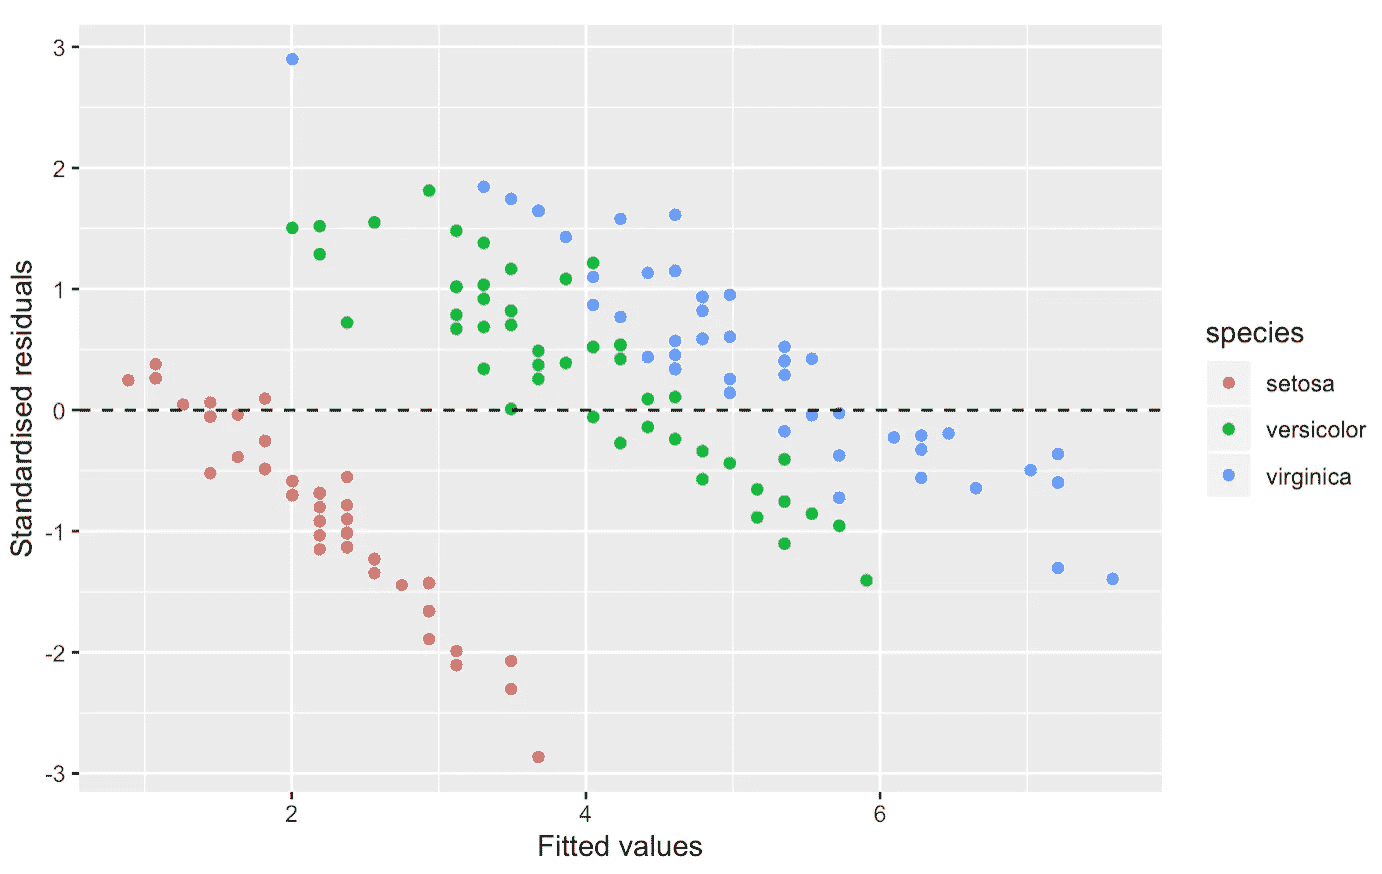 3
2
1
0
-1
-2
-3
Standardised residuals
2 4 6
Fitted values
species
setosa
versicolor
virginica